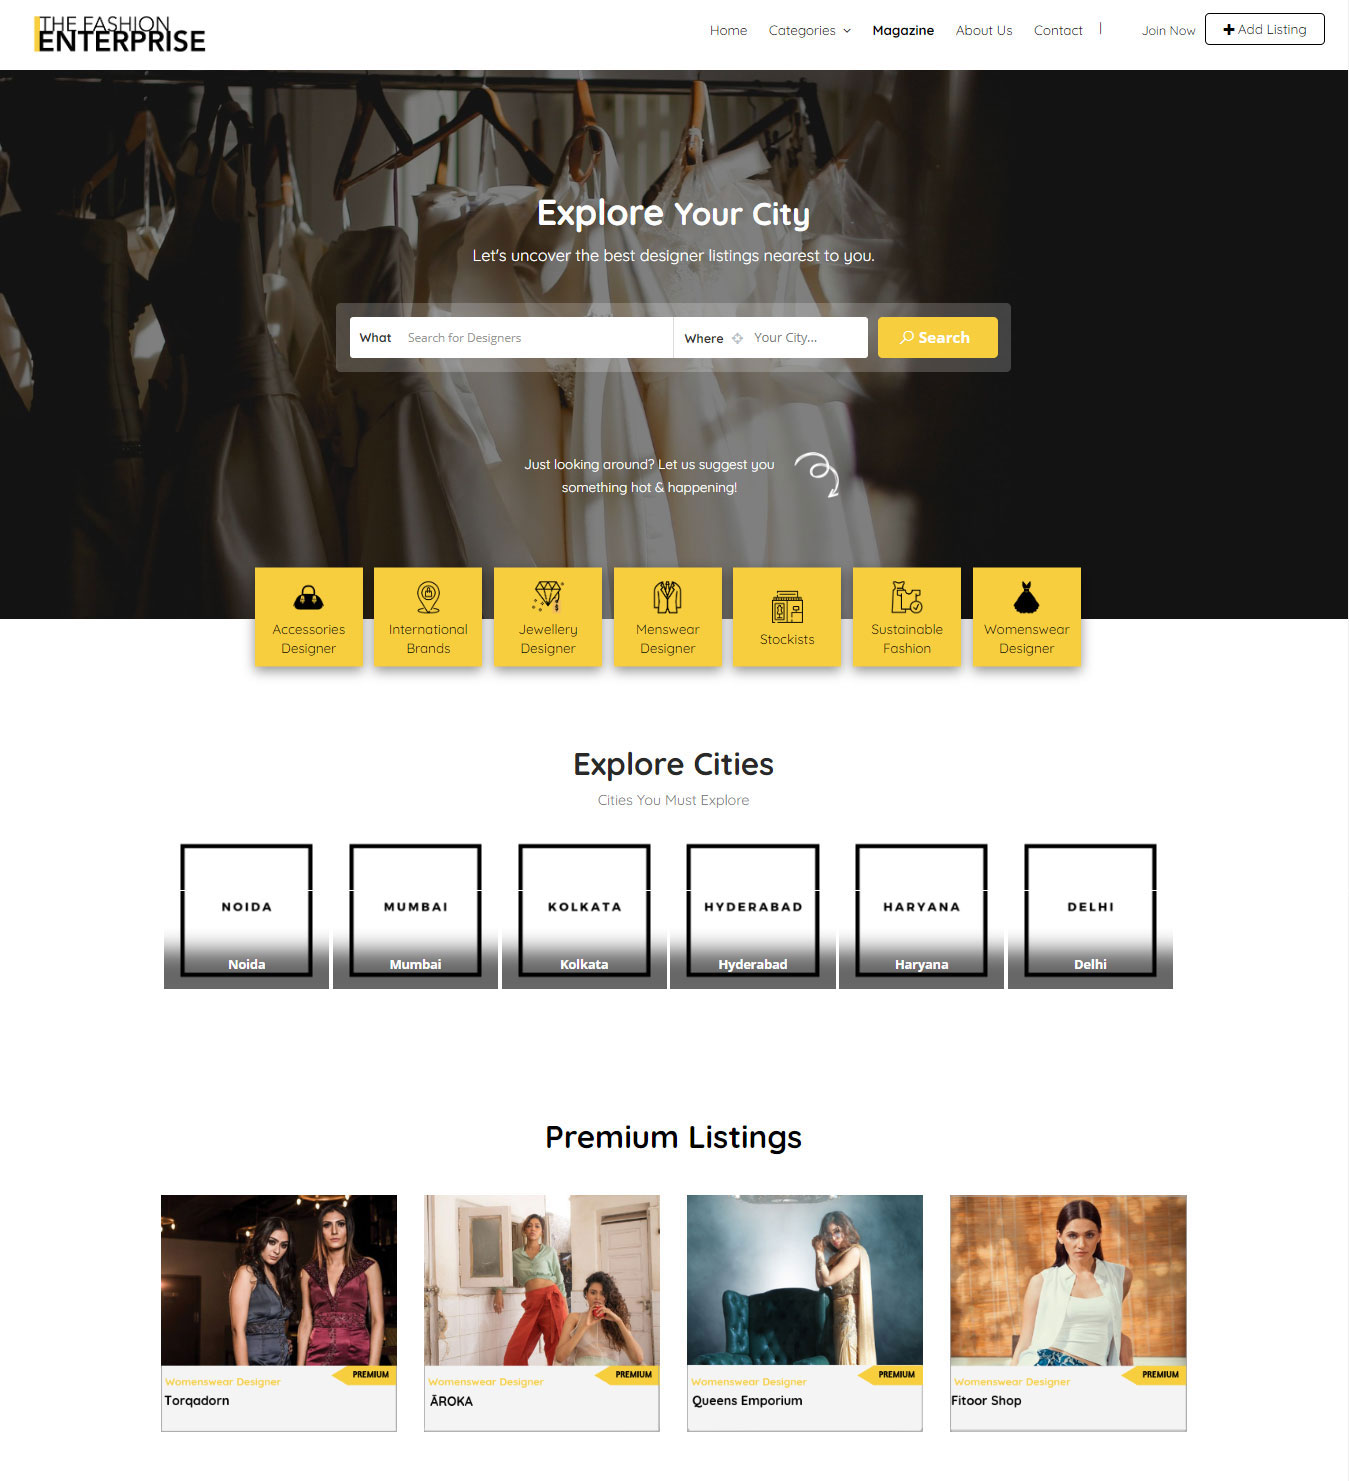 THE FASHION
ENTERPRISE
Home Categories Magazine About Us Contact | Join Now Add Listing
Explore Your City
Let's uncover the best designer listings nearest to you.
What Search for Designers Where Your City... Search
Just looking around? Let us suggest you
something hot & happening!
Accessories
Designer
International
Brands
Jewellery
Designer
Menswear
Designer
Stockists
Sustainable
Fashion
Womenswear
Designer
Explore Cities
Cities You Must Explore
NOIDA
Noida
MUMBAI
Mumbai
KOLKATA
Kolkata
HYDERABAD
Hyderabad
HARYANA
Haryana
DELHI
Delhi
Premium Listings
PREMIUM
Womenswear Designer
Torqadorn
PREMIUM
Womenswear Designer
ĀROKA
PREMIUM
Womenswear Designer
Queens Emporium
PREMIUM
Womenswear Designer
Fitoor Shop